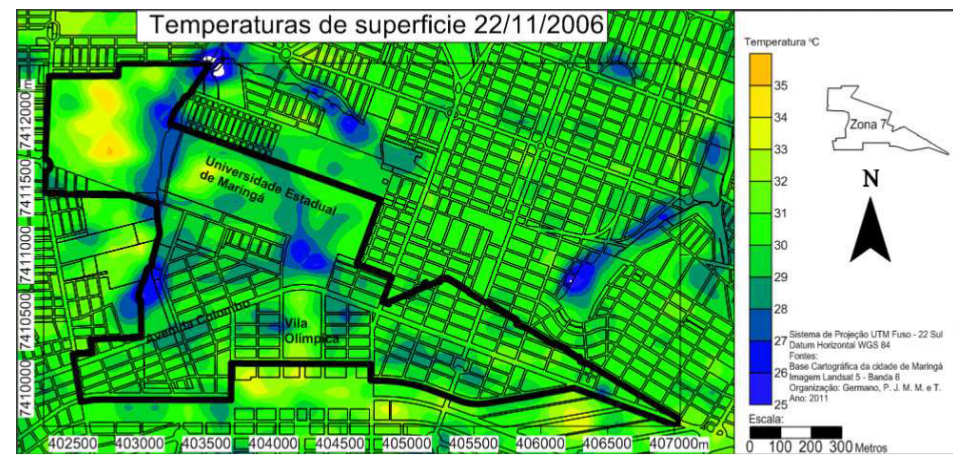 Temperaturas de superficie 22/11/2006
Temperatura ºC
35
34
33
32
31
30
29
28
27
26
25
Zona 7
N
Universidade Estadual
de Maringá
Avenida Colombo
Vila
Olímpica
7412000m
7411500
7411000
7410500
7410000
402500
403000
403500
404000
404500
405000
405500
406000
406500
407000m
Sistema de Projeção UTM Fuso - 22 Sul
Datum Horizontal WGS 84
Fontes:
Base Cartográfica da cidade de Maringá
Imagem Landsat 5 - Banda 6
Organização: Germano, P. J. M. M. e T.
Ano: 2011
Escala:
0 100 200 300 Metros